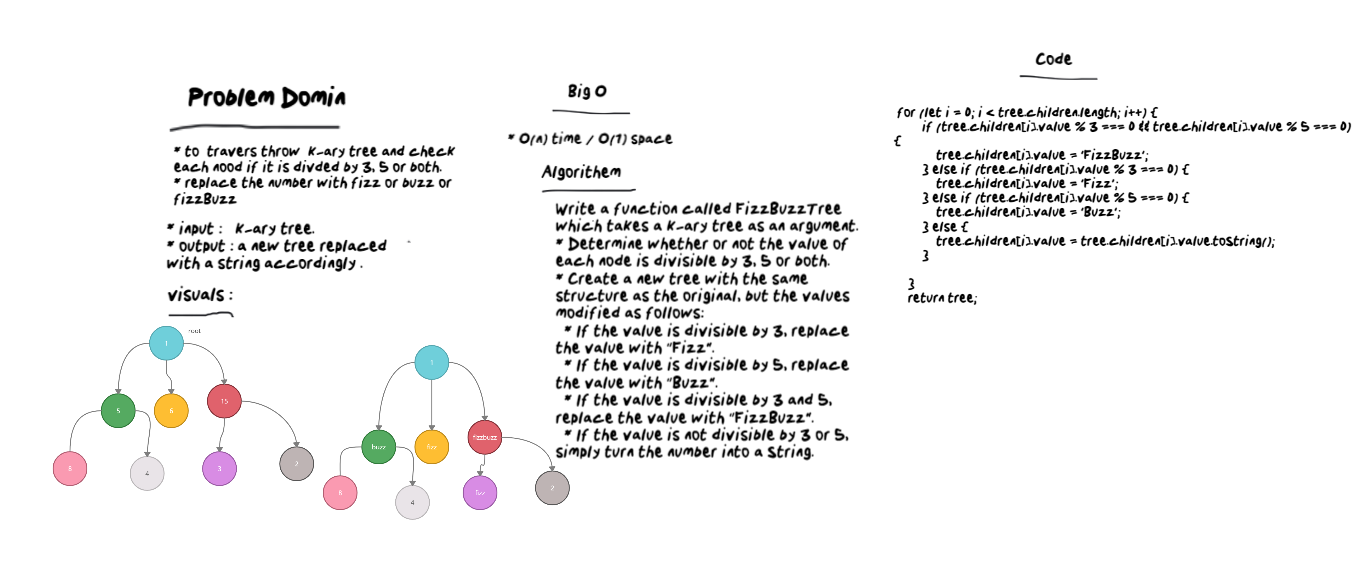 Problem Domin
* to travers throw K-ary tree and check
each nood if it is divded by 3, 5 or both.
* replace the number with fizz or buzz or
fizzBuzz
* input : K-ary tree.
* output : a new tree replaced
with a string accordingly.
visuals :
root
1
5
6
15
8
4
3
2
1
buzz
fizz
fizzbuzz
8
4
fizz
2
Big O
* O(n) time / O(1) space
Algorithem
Write a function called FizzBuzzTree
which takes a K-ary tree as an argument.
* Determine whether or not the value of
each node is divisible by 3, 5 or both.
* Create a new tree with the same
structure as the original, but the values
modified as follows:
* If the value is divisible by 3, replace
the value with "Fizz".
* If the value is divisible by 5, replace
the value with "Buzz".
* If the value is divisible by 3 and 5,
replace the value with "FizzBuzz".
* If the value is not divisible by 3 or 5,
simply turn the number into a String.
Code
for (let i = 0; i < tree.children.length; i++) {
if (tree.children[i].value % 3 === 0 && tree.children[i].value % 5 === 0)
{
tree.children[i].value = 'FizzBuzz';
} else if (tree.children[i].value % 3 === 0) {
tree.children[i].value = 'Fizz';
} else if (tree.children[i].value % 5 === 0) {
tree.children[i].value = 'Buzz';
} else {
tree.children[i].value = tree.children[i].value.toString();
}
}
return tree;